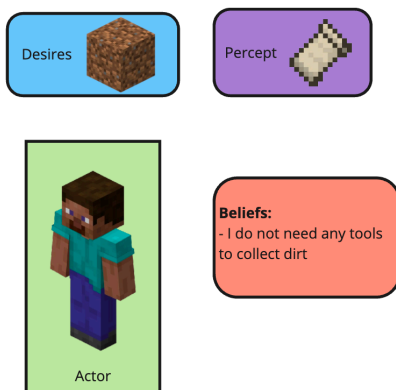 Desires
Percept
Beliefs:
- I do not need any tools
to collect dirt
Actor